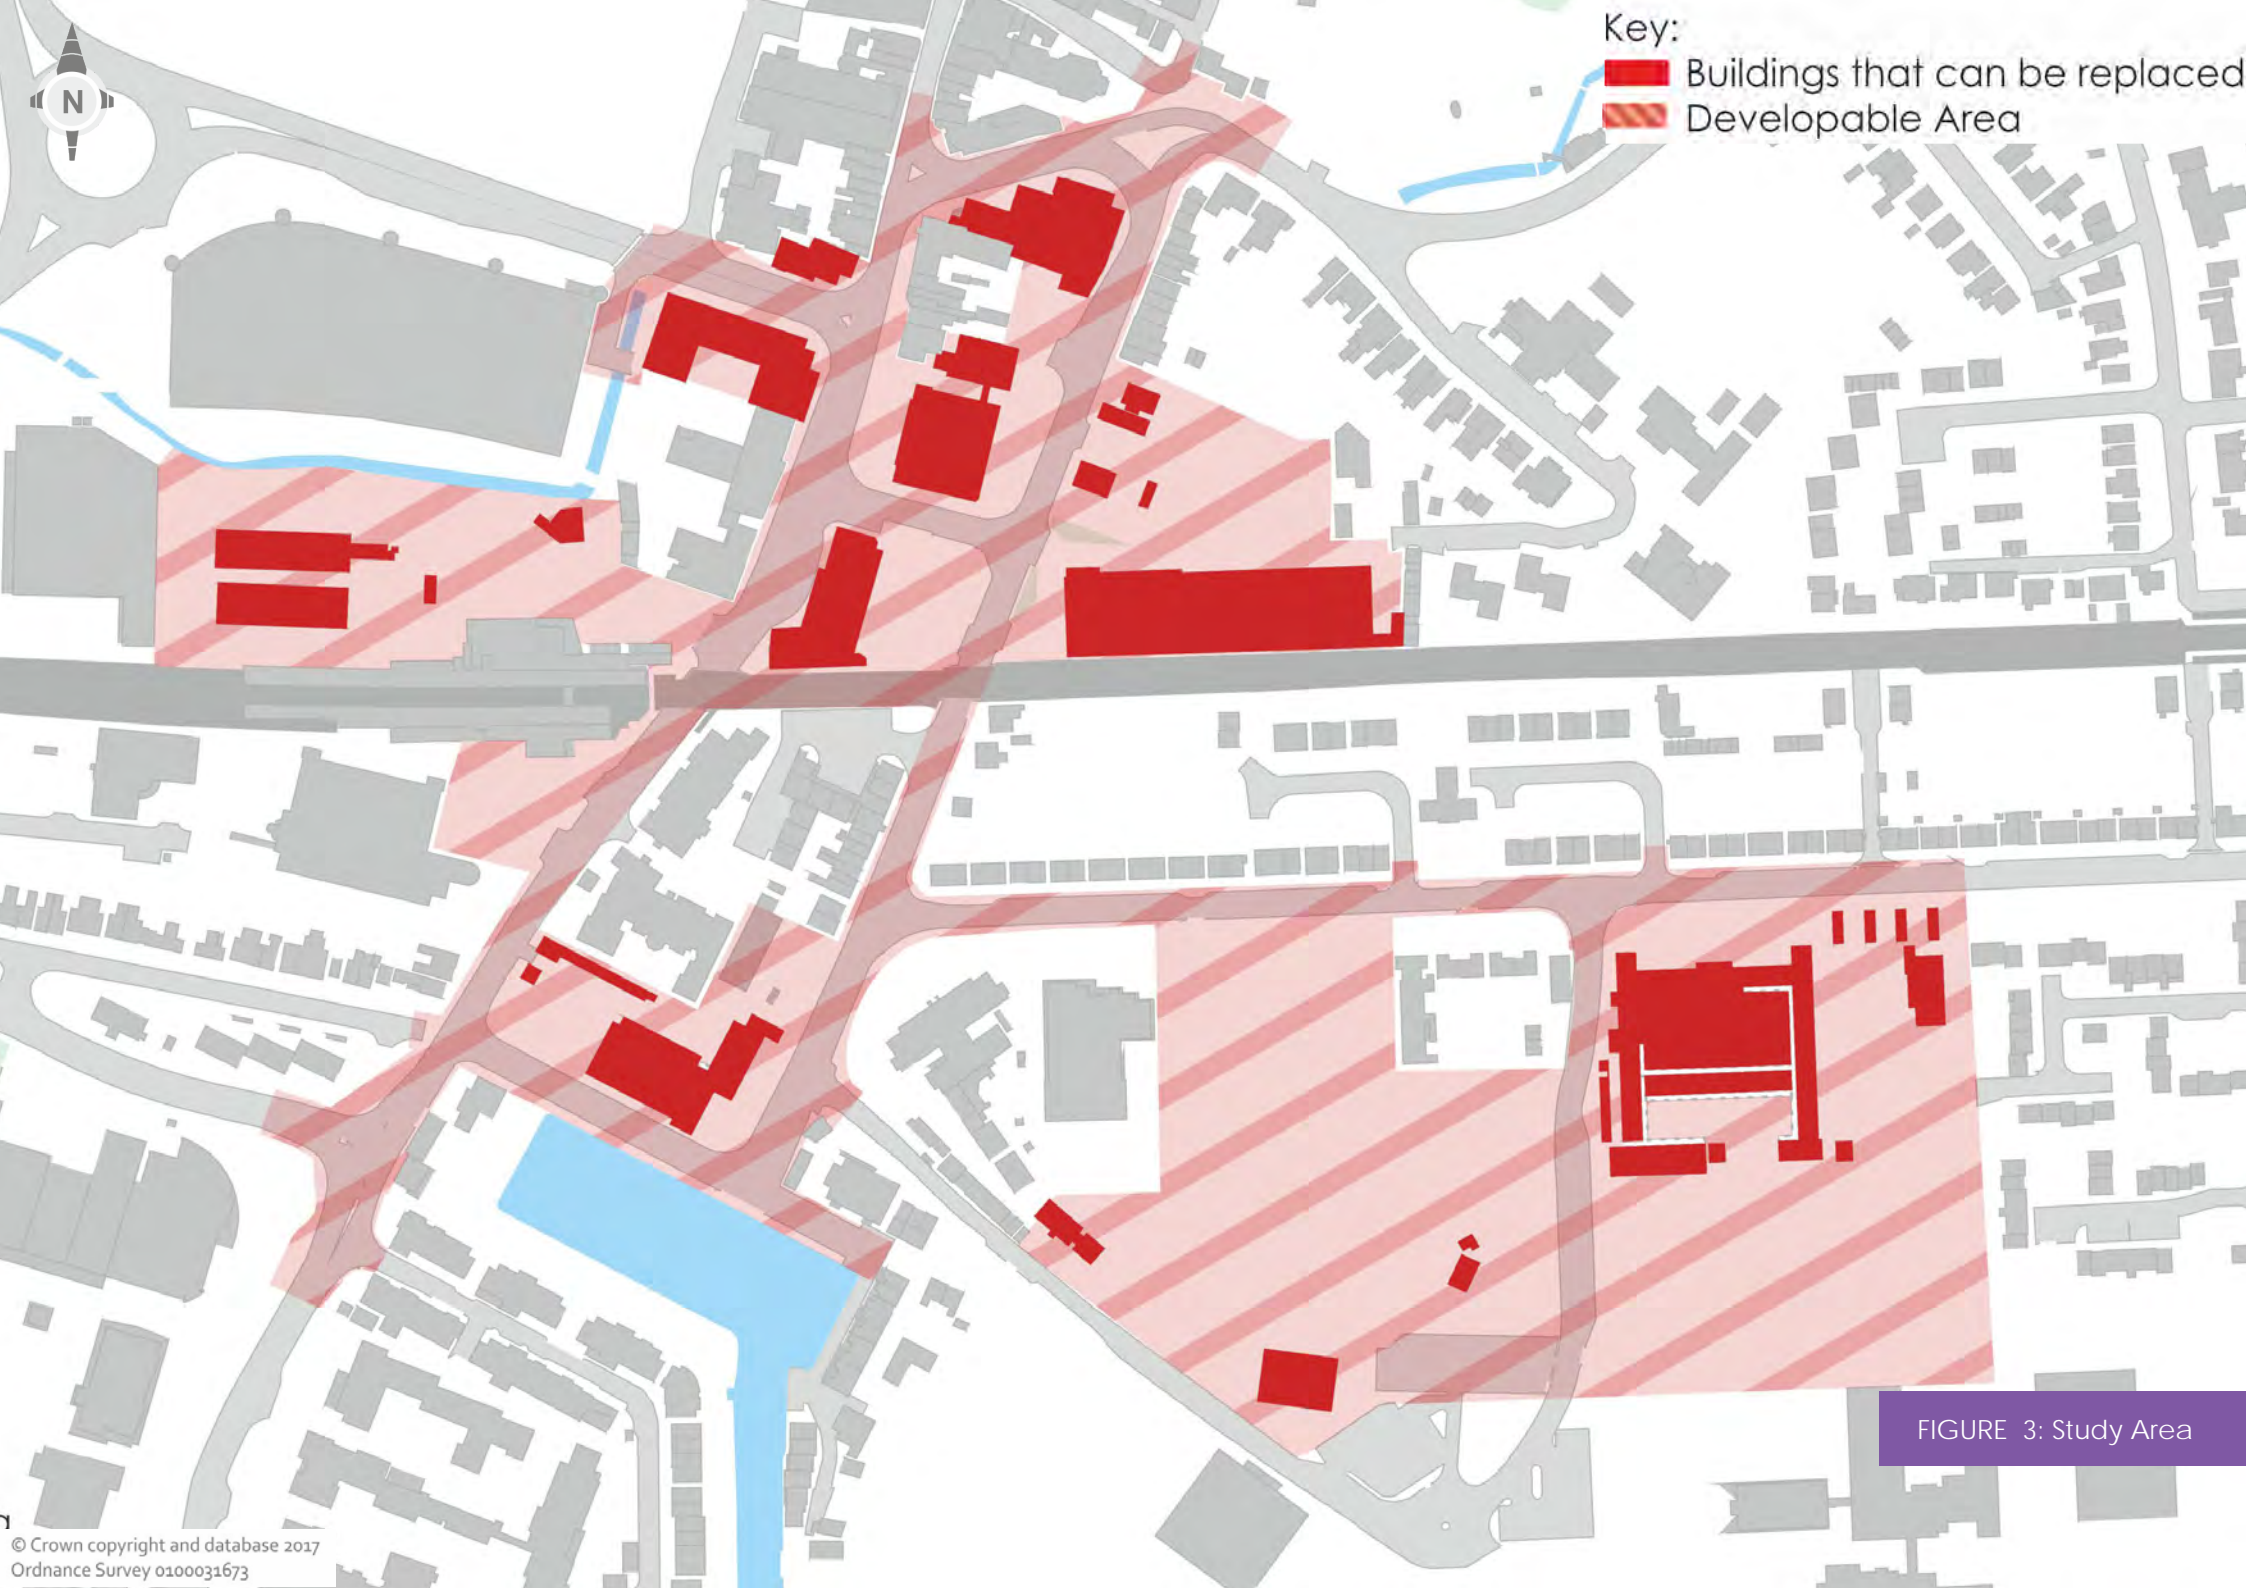 N
Key:
Buildings that can be replaced
Developable Area
FIGURE 3: Study Area
© Crown copyright and database 2017
Ordnance Survey 0100031673